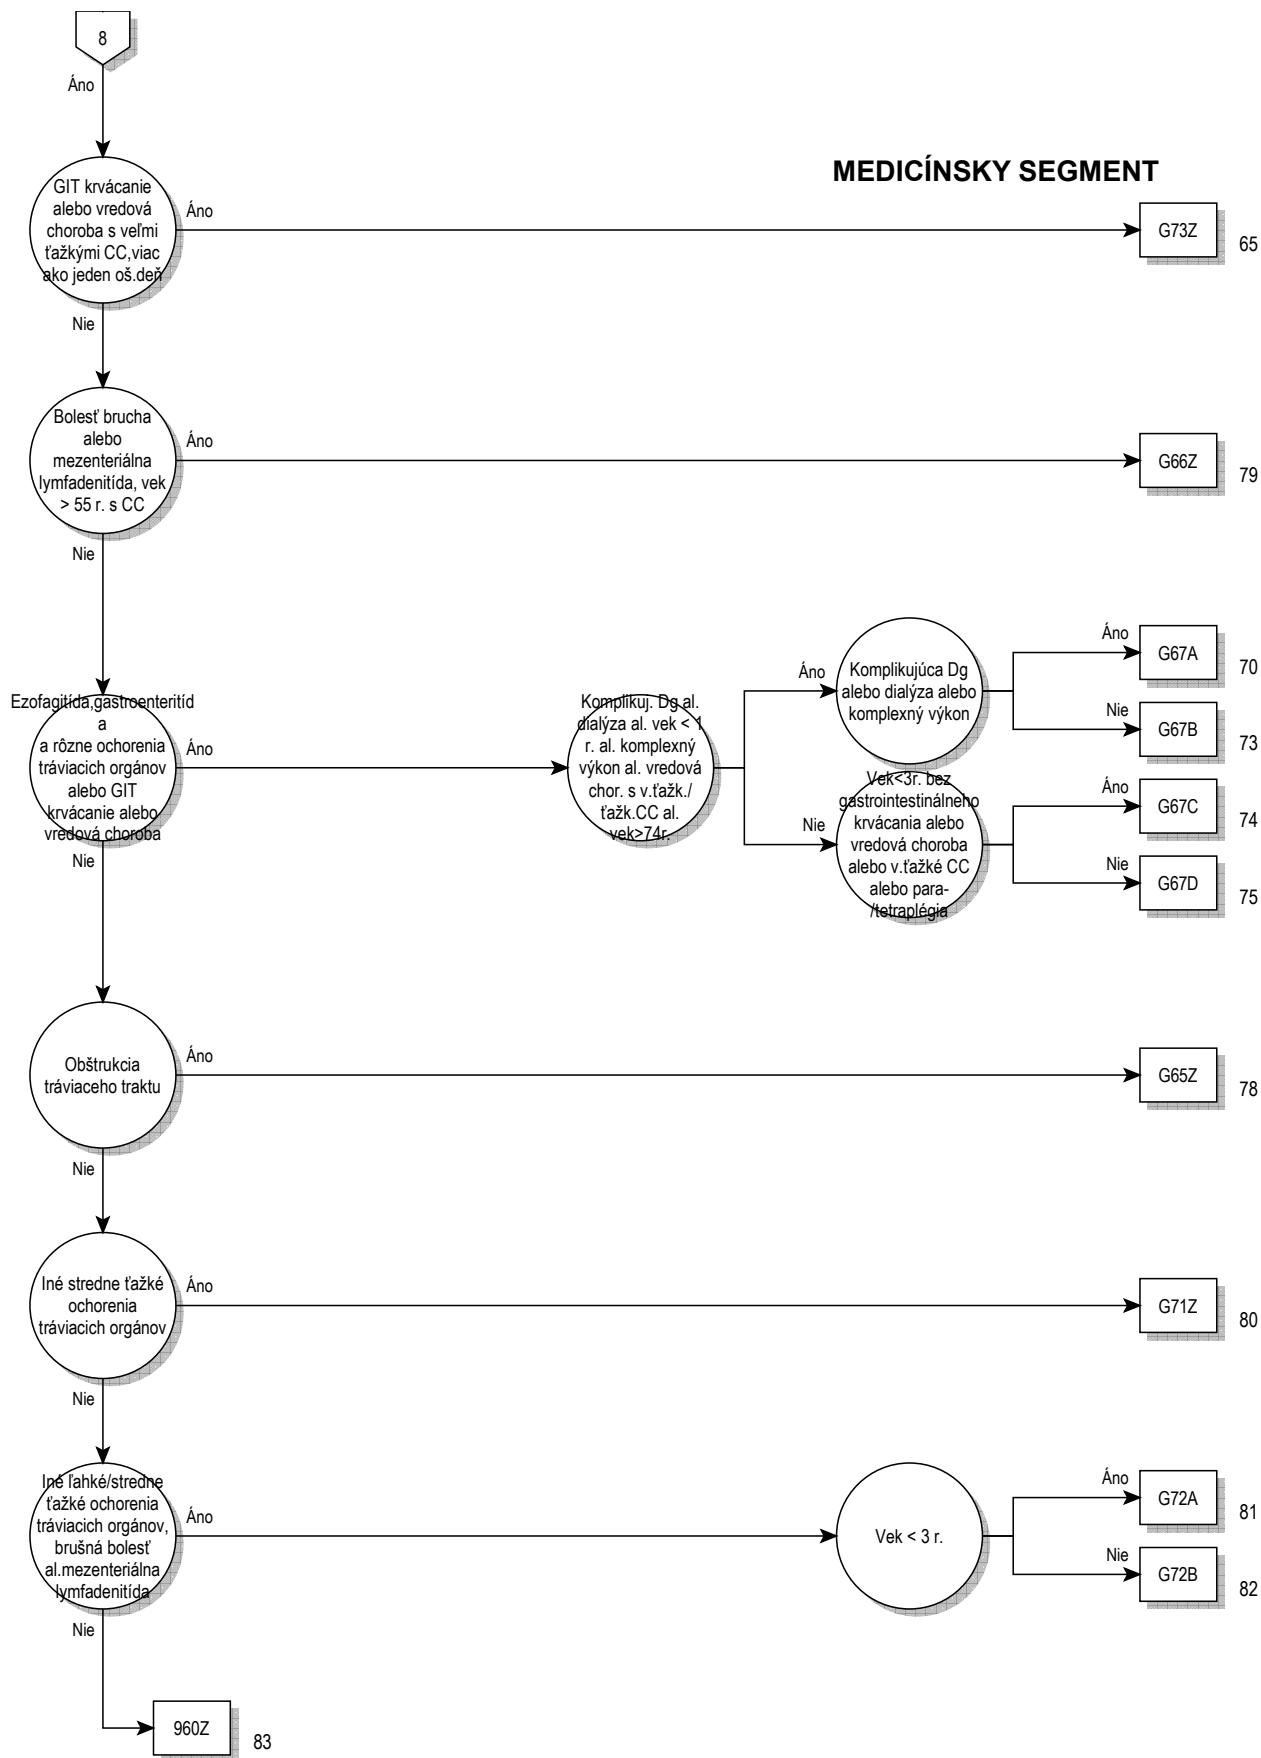 8
Áno
MEDICÍNSKY SEGMENT
GIT krvácanie
alebo vredová
choroba s veľmi
ťažkými CC,viac
ako jeden oš.deň
Áno
G73Z
65
Nie
Bolesť brucha
alebo
mezenteriálna
lymfadenitída, vek
> 55 r. s CC
Áno
G66Z
79
Nie
Ezofagitída,gastroenteritíd
a
a rôzne ochorenia
tráviacich orgánov
alebo GIT
krvácanie alebo
vredová choroba
Áno
Komplikuj. Dg al.
dialýza al. vek < 1
r. al. komplexný
výkon al. vredová
chor. s v.ťažk./
ťažk.CC al.
vek>74r.
Áno
Komplikujúca Dg
alebo dialýza alebo
komplexný výkon
Áno
G67A
70
Nie
G67B
73
Nie
Vek<3r. bez
gastrointestinálneho
krvácania alebo
vredová choroba
alebo v.ťažké CC
alebo para-
/tetraplégia
Áno
G67C
74
Nie
G67D
75
Nie
Obštrukcia
tráviaceho traktu
Áno
G65Z
78
Nie
Iné stredne ťažké
ochorenia
tráviacich orgánov
Áno
G71Z
80
Nie
Iné ľahké/stredne
ťažké ochorenia
tráviacich orgánov,
brušná bolesť
al.mezenteriálna
lymfadenitída
Áno
Vek < 3 r.
Áno
G72A
81
Nie
G72B
82
Nie
960Z
83